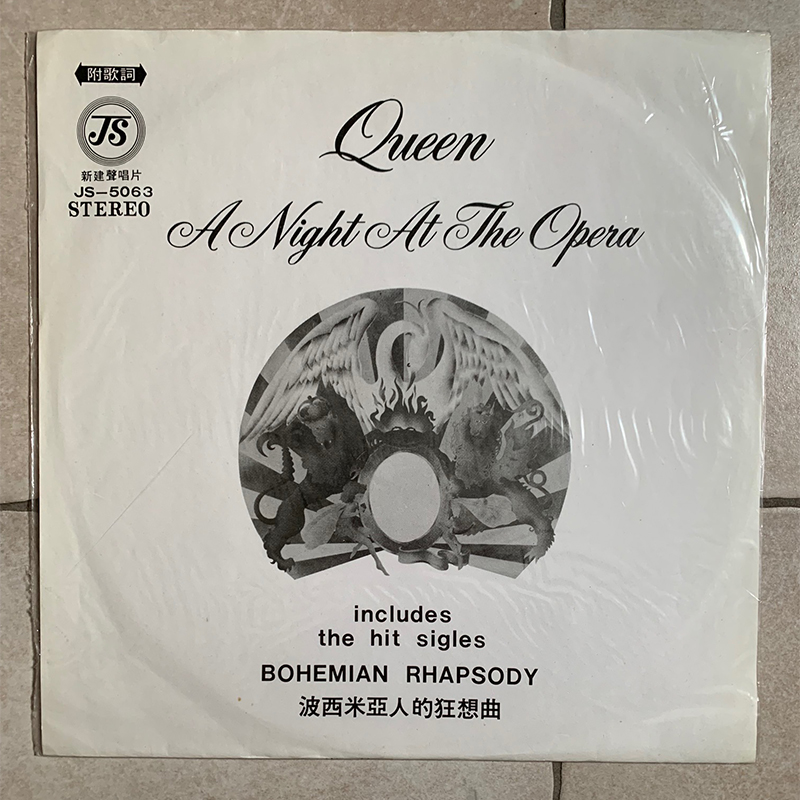 附歌詞
JS
新建聲唱片
JS-5063
STEREO
Queen
A Night At The Opera
includes
the hit sigles
BOHEMIAN RHAPSODY
波西米亞人的狂想曲